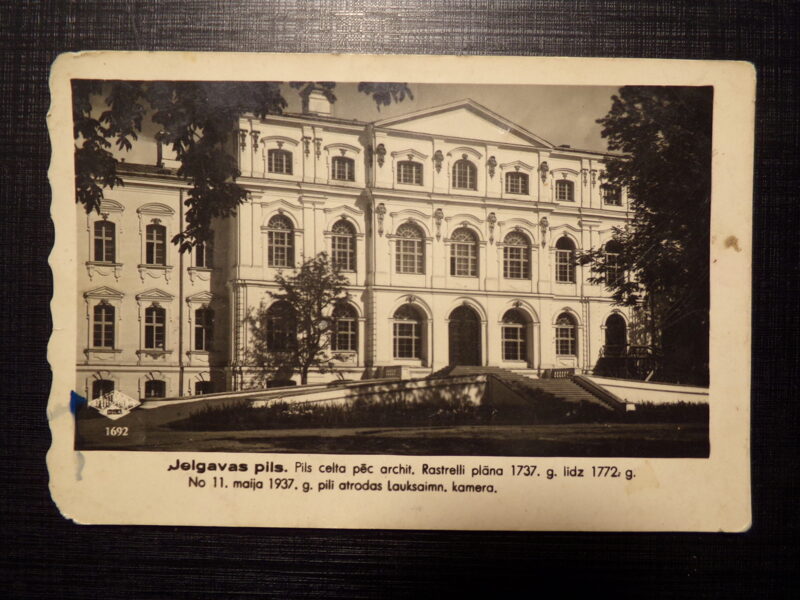 1692
Jelgavas pils. Pils celta pēc archit. Rastrelli plāna 1737. g. līdz 1772. g.
No 11. maija 1937. g. pilī atrodas Lauksaimn. kamera.